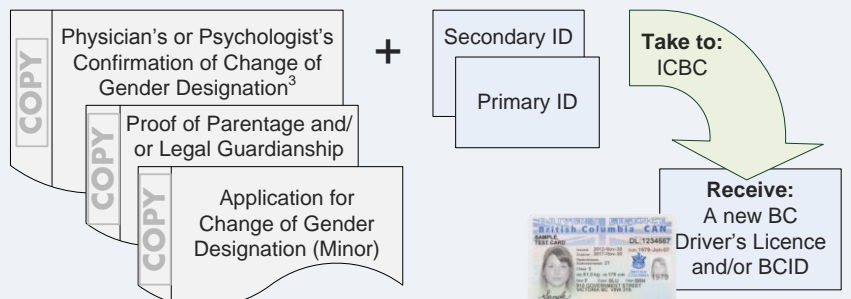 COPY
Physician's or Psychologist's
Confirmation of Change of
Gender Designation3
COPY
Proof of Parentage and/
or Legal Guardianship
COPY
Application for
Change of Gender
Designation (Minor)
+
Secondary ID
Primary ID
Take to:
ICBC
Receive:
A new BC
Driver's Licence
and/or BCID
British Columbia CAN
SAMPLE,
TEST CARD
DL:1234567